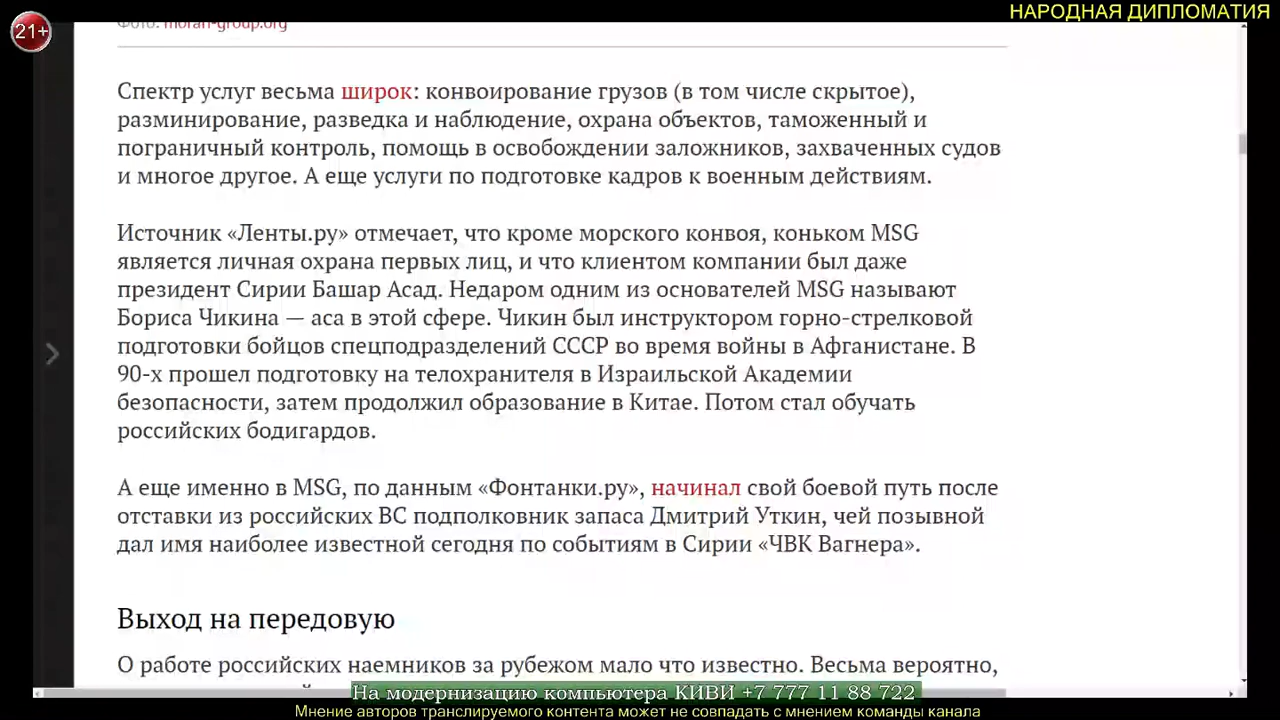 НАРОДНАЯ ДИПЛОМАТИЯ
21+
Фото: moran-group.org
Спектр услуг весьма широк: конвоирование грузов (в том числе скрытое),
разминирование, разведка и наблюдение, охрана объектов, таможенный и
пограничный контроль, помощь в освобождении заложников, захваченных судов
и многое другое. А еще услуги по подготовке кадров к военным действиям.
Источник «Ленты.ру» отмечает, что кроме морского конвоя, коньком MSG
является личная охрана первых лиц, и что клиентом компании был даже
президент Сирии Башар Асад. Недаром одним из основателей MSG называют
Бориса Чикина — аса в этой сфере. Чикин был инструктором горно-стрелковой
подготовки бойцов спецподразделений СССР во время войны в Афганистане. В
90-х прошел подготовку на телохранителя в Израильской Академии
безопасности, затем продолжил образование в Китае. Потом стал обучать
российских бодигардов.
А еще именно в MSG, по данным «Фонтанки.ру», начинал свой боевой путь после
отставки из российских ВС подполковник запаса Дмитрий Уткин, чей позывной
дал имя наиболее известной сегодня по событиям в Сирии «ЧВК Вагнера».
Выход на передовую
О работе российских наемников за рубежом мало что известно. Весьма вероятно,
На модернизацию компьютера КИВИ +7 777 11 88 722
Мнение авторов транслируемого контента может не совпадать с мнением команды канала